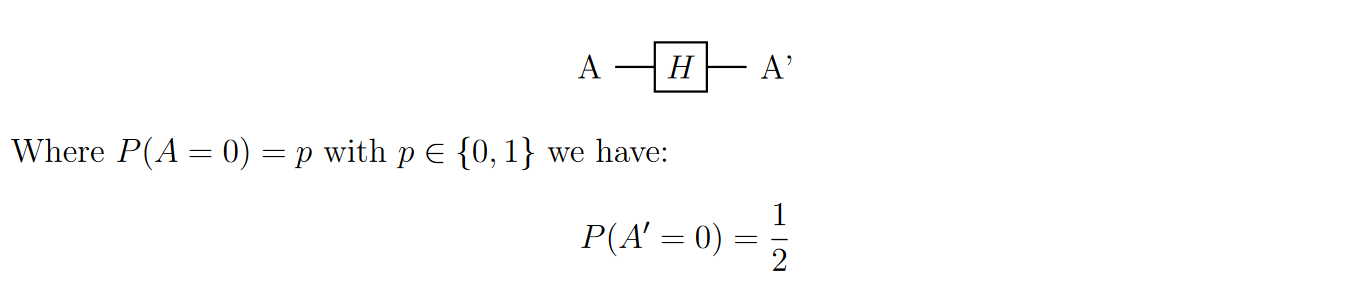 A H A’
Where P(A = 0) = p with p ∈ {0, 1} we have:
P(A′ = 0) = 1/2